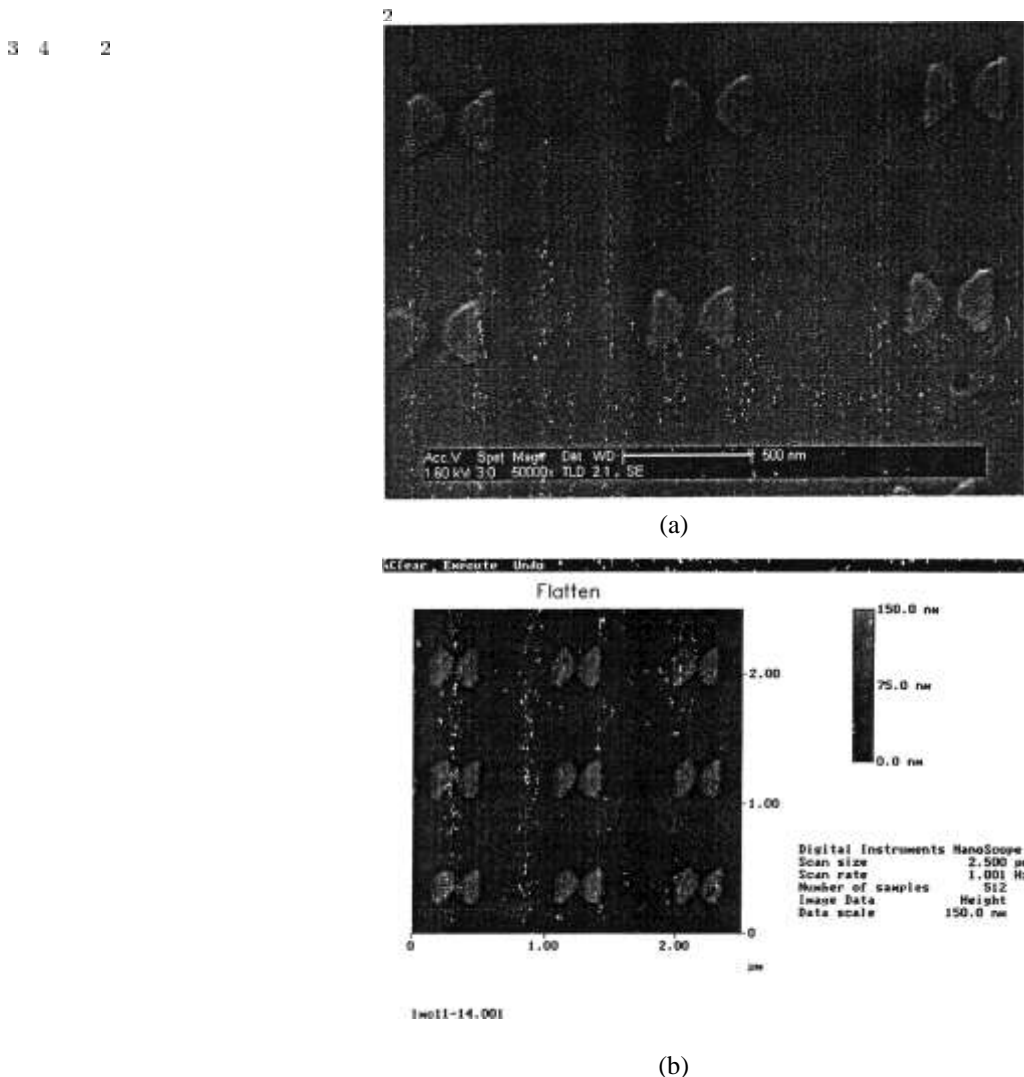 2
3 4 2
Acc.V Spot Magn Det WD 500 nm
1.60 kV 3.0 50000x TLD 2.1 SE
(a)
Clear Execute Undo
Flatten
150.0 nm
75.0 nm
0.0 nm
2.00
1.00
0
0 1.00 2.00
µm
Digital Instruments NanoScope
Scan size 2.500 µm
Scan rate 1.001 Hz
Number of samples 512
Image Data Height
Data scale 150.0 nm
(b)